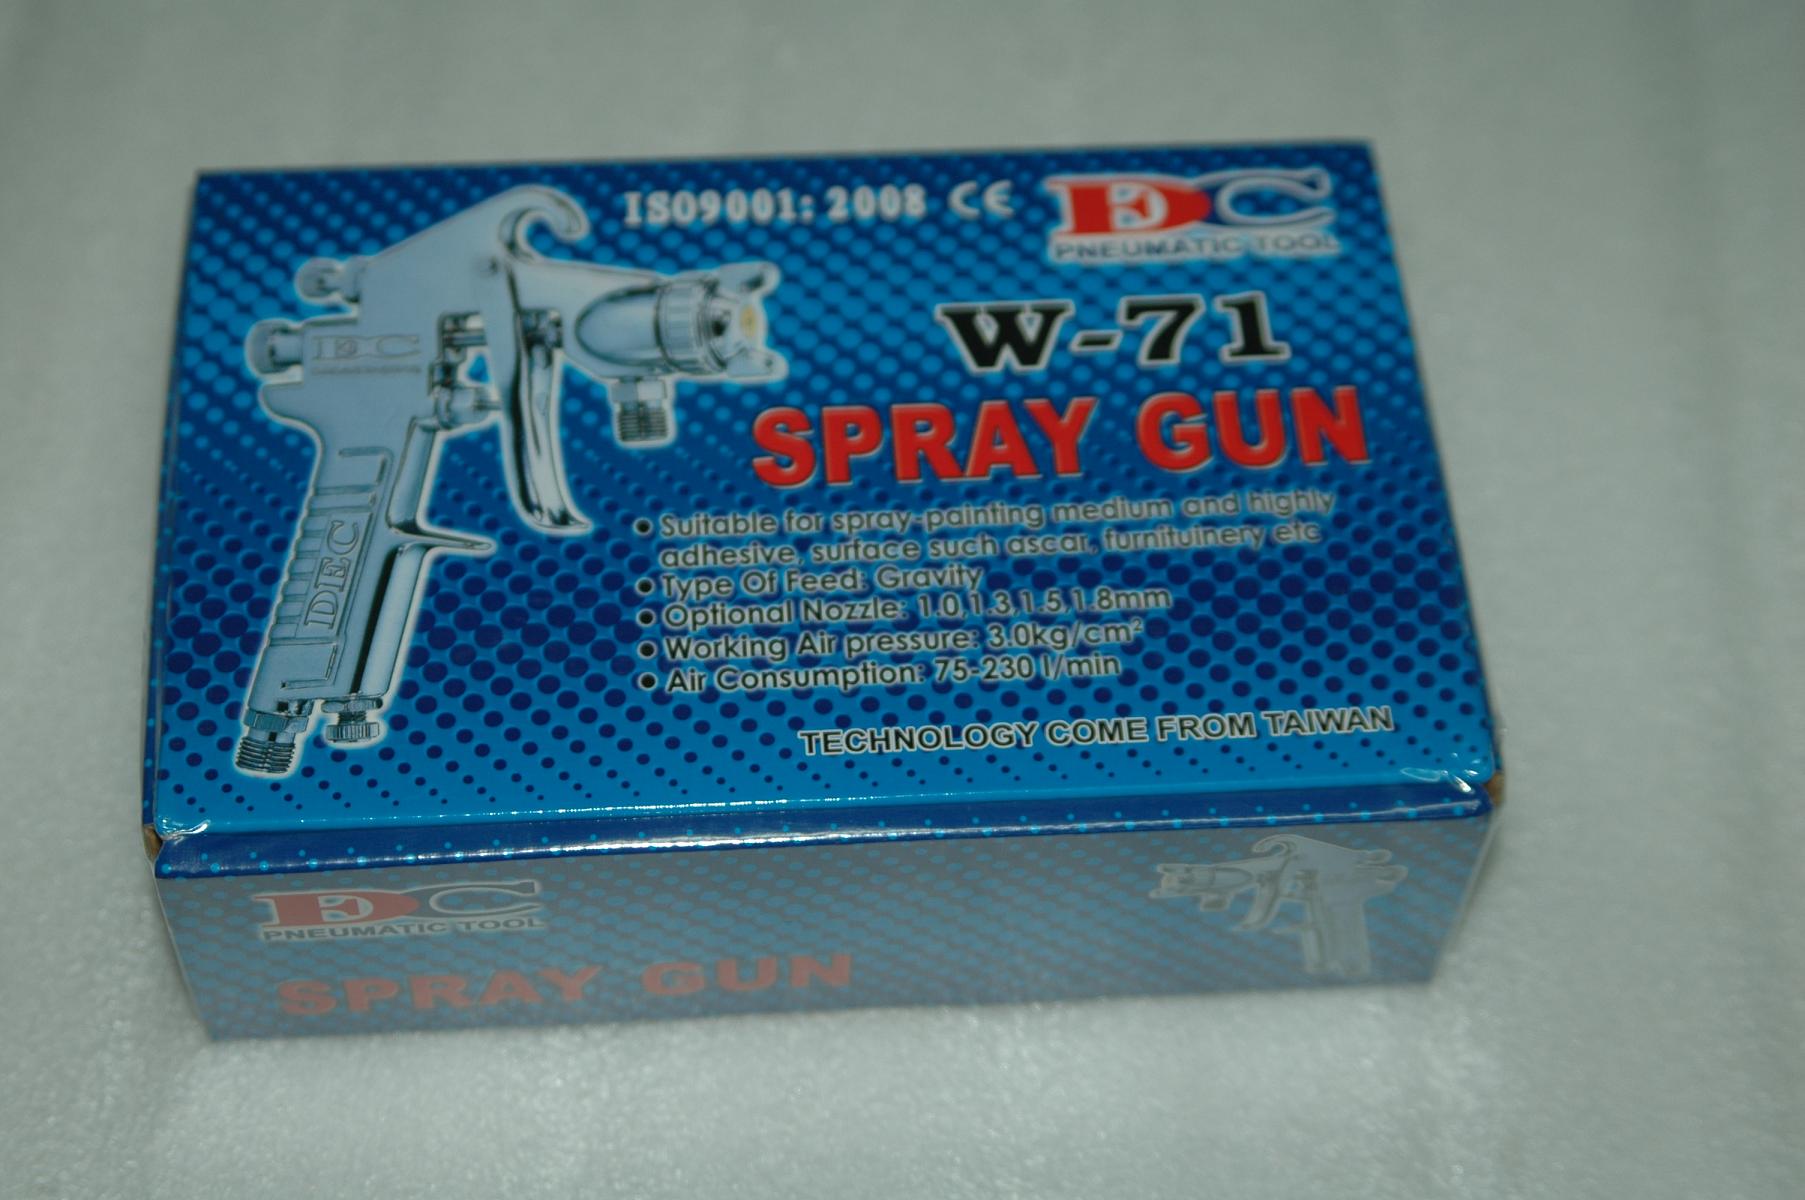 ISO9001: 2008 CE
DEC
PNEUMATIC TOOL
W-71
SPRAY GUN
• Suitable for spray-painting medium and highly
adhesive, surface such ascar, furnituinery etc
• Type Of Feed: Gravity
• Optional Nozzle: 1.0,1.3,1.5,1.8mm
• Working Air pressure: 3.0kg/cm²
• Air Consumption: 75-230 l/min
TECHNOLOGY COME FROM TAIWAN
DEC
IDEC
DEC
PNEUMATIC TOOL
SPRAY GUN